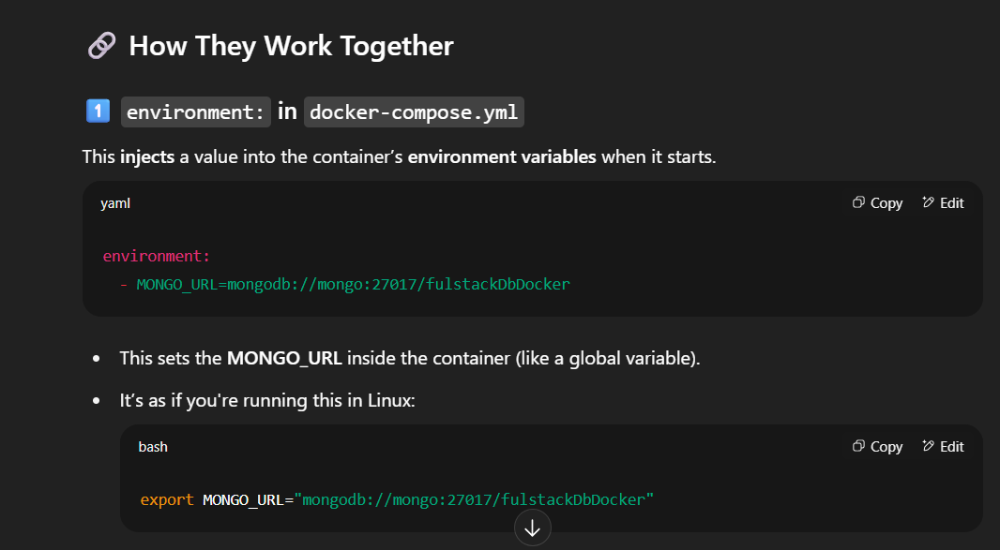 🔗 How They Work Together
1 environment: in docker-compose.yml
This injects a value into the container’s environment variables when it starts.
yaml Copy Edit
environment:
- MONGO_URL=mongodb://mongo:27017/fulstackDbDocker
• This sets the MONGO_URL inside the container (like a global variable).
• It’s as if you're running this in Linux:
bash Copy Edit
export MONGO_URL="mongodb://mongo:27017/fulstackDbDocker"